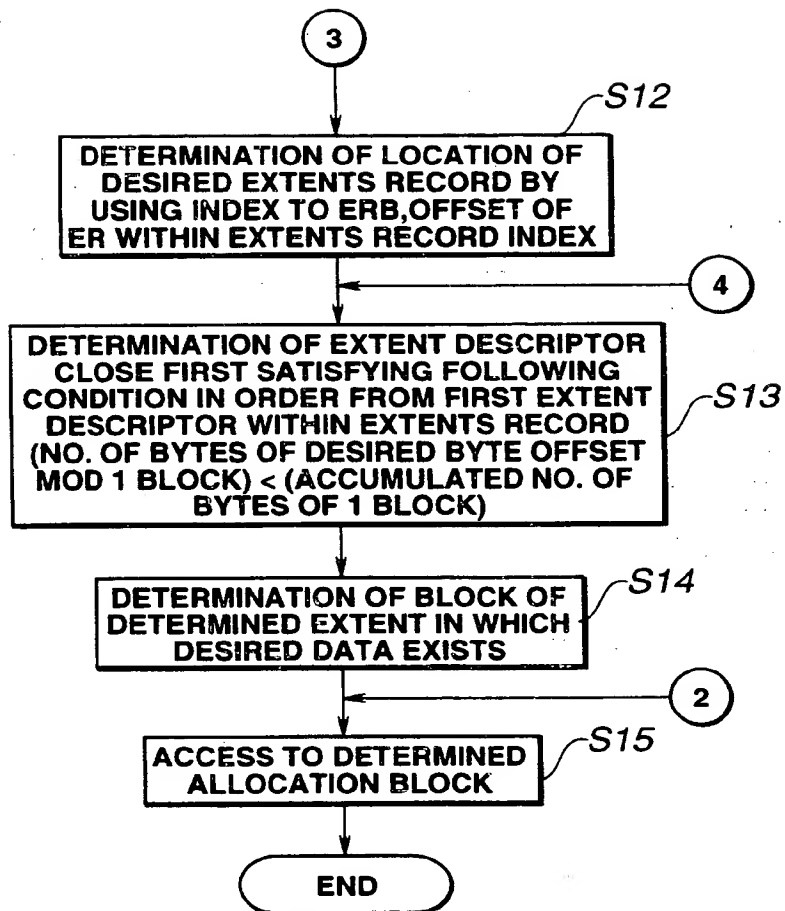 3
S12
DETERMINATION OF LOCATION OF
DESIRED EXTENTS RECORD BY
USING INDEX TO ERB,OFFSET OF
ER WITHIN EXTENTS RECORD INDEX
4
DETERMINATION OF EXTENT DESCRIPTOR
CLOSE FIRST SATISFYING FOLLOWING
CONDITION IN ORDER FROM FIRST EXTENT
DESCRIPTOR WITHIN EXTENTS RECORD
(NO. OF BYTES OF DESIRED BYTE OFFSET
MOD 1 BLOCK) < (ACCUMULATED NO. OF
BYTES OF 1 BLOCK)
S13
S14
DETERMINATION OF BLOCK OF
DETERMINED EXTENT IN WHICH
DESIRED DATA EXISTS
2
S15
ACCESS TO DETERMINED
ALLOCATION BLOCK
END